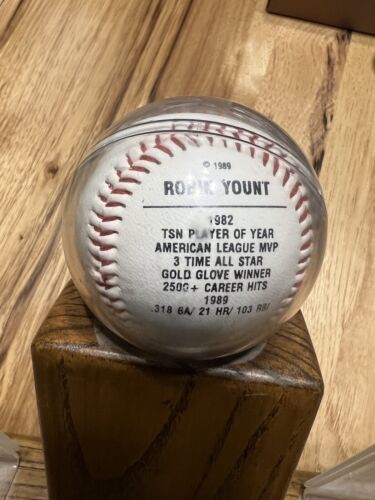 © 1989
ROBIN YOUNT
1982
TSN PLAYER OF YEAR
AMERICAN LEAGUE MVP
3 TIME ALL STAR
GOLD GLOVE WINNER
2500+ CAREER HITS
1989
.318 BA/ 21 HR/ 103 RBI